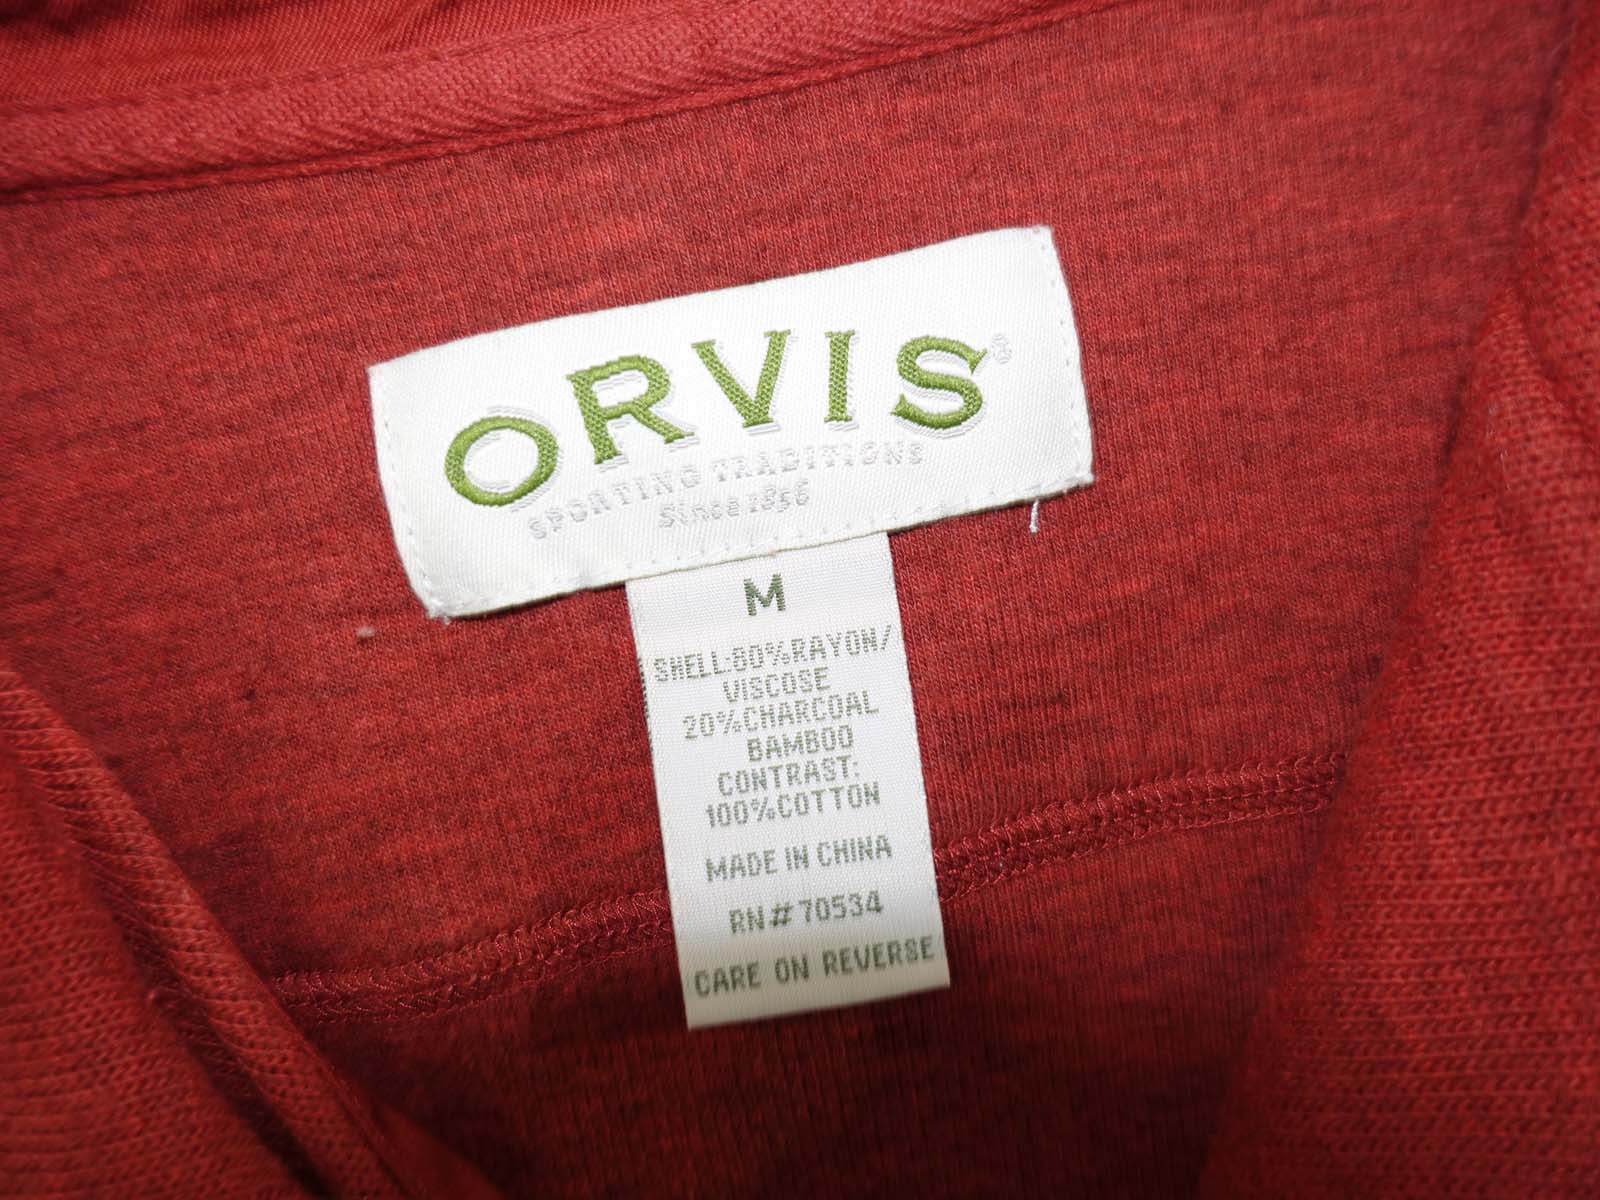 ORVIS®
SPORTING TRADITIONS
Since 1856
M
SHELL:80%RAYON/
VISCOSE
20%CHARCOAL
BAMBOO
CONTRAST:
100%COTTON
MADE IN CHINA
RN#70534
CARE ON REVERSE